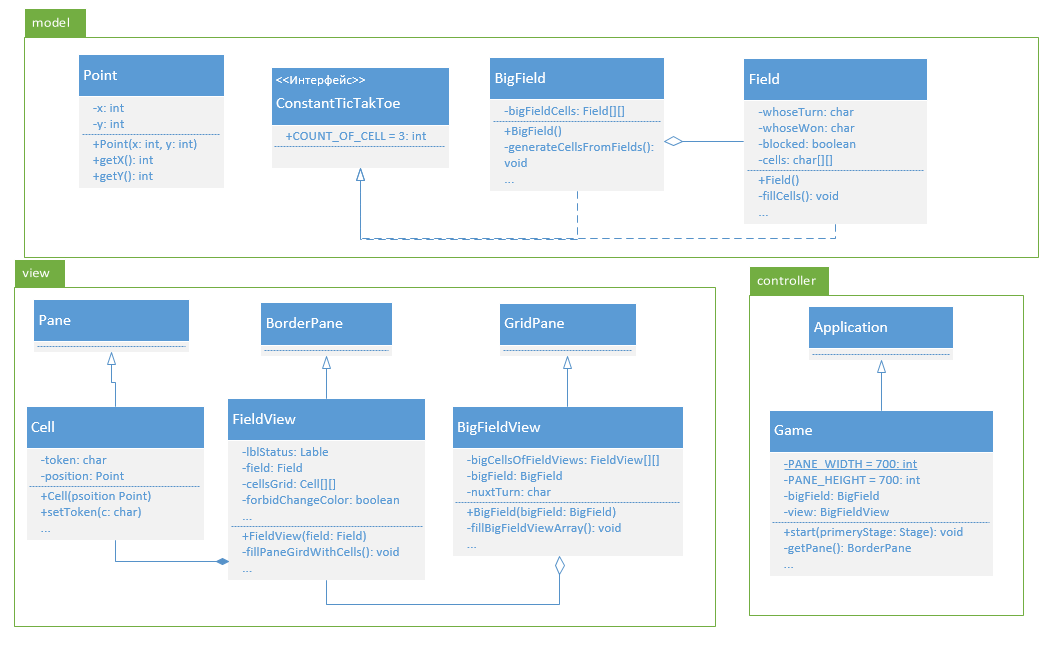 model
Point
-x: int
-y: int
+Point(x: int, y: int)
+getX(): int
+getY(): int
<<Интерфейс>>
ConstantTicTakToe
+COUNT_OF_CELL = 3: int
BigField
-bigFieldCells: Field[][]
+BigField()
-generateCellsFromFields():
void
...
Field
-whoseTurn: char
-whoseWon: char
-blocked: boolean
-cells: char[][]
+Field()
-fillCells(): void
...
view
Pane
BorderPane
GridPane
Cell
-token: char
-position: Point
+Cell(psoition Point)
+setToken(c: char)
...
FieldView
-lblStatus: Lable
-field: Field
-cellsGrid: Cell[][]
-forbidChangeColor: boolean
...
+FieldView(field: Field)
-fillPaneGirdWithCells(): void
...
BigFieldView
-bigCellsOfFieldViews: FieldView[][]
-bigField: BigField
-nuxtTurn: char
+BigField(bigField: BigField)
-fillBigFieldViewArray(): void
...
controller
Application
Game
-PANE_WIDTH = 700: int
-PANE_HEIGHT = 700: int
-bigField: BigField
-view: BigFieldView
+start(primeryStage: Stage): void
-getPane(): BorderPane
...